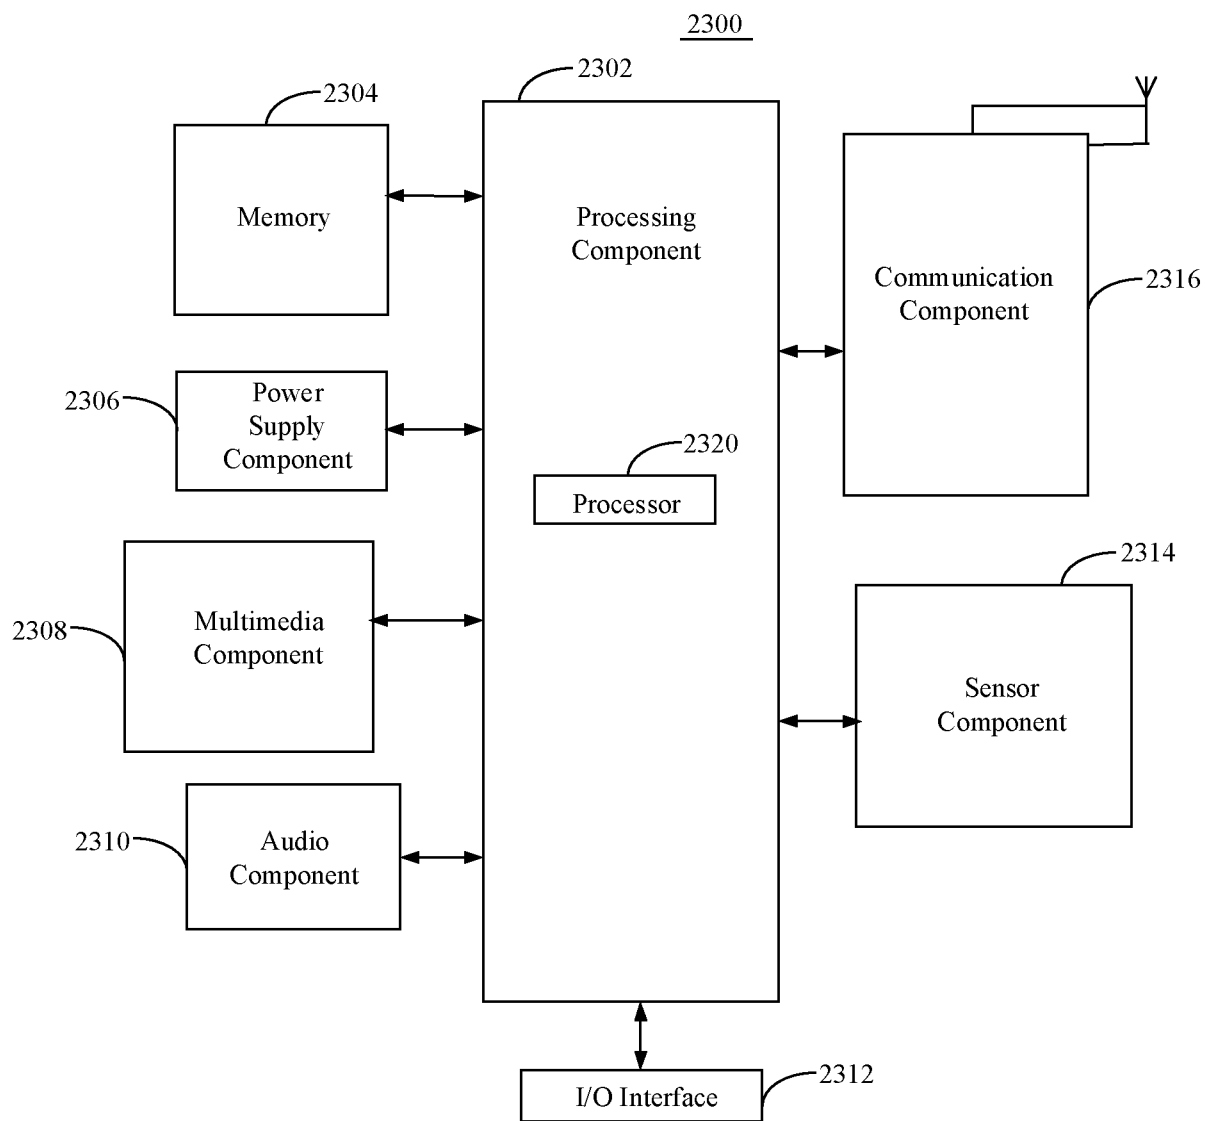 2300
2302
2304
Memory
Processing
Component
Communication
Component
2316
2306
Power
Supply
Component
2320
Processor
2308
Multimedia
Component
2314
Sensor
Component
2310
Audio
Component
2312
I/O Interface